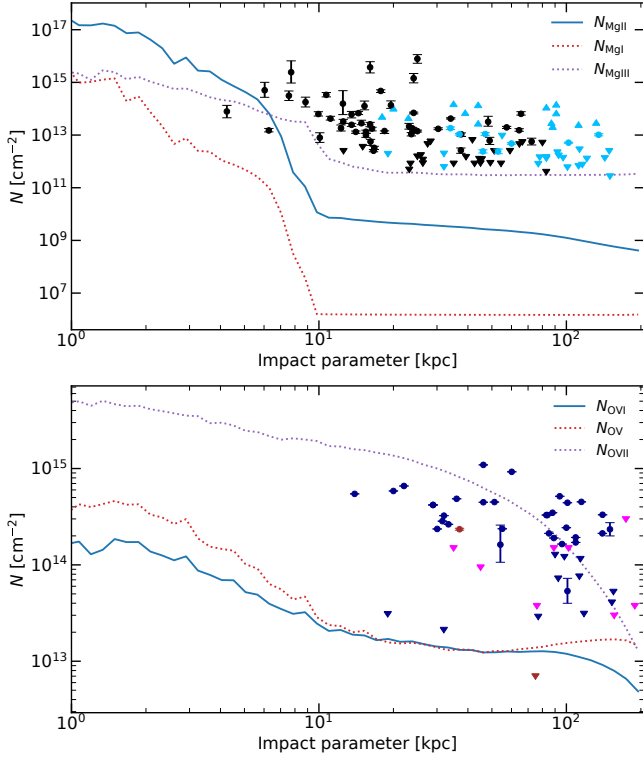 10^17
10^15
10^13
10^11
10^9
10^7
N [cm^−2]
N_MgII
N_MgI
N_MgIII
10^0
10^1
10^2
Impact parameter [kpc]
10^15
10^14
10^13
N [cm^−2]
N_OVI
N_OV
N_OVII
10^0
10^1
10^2
Impact parameter [kpc]